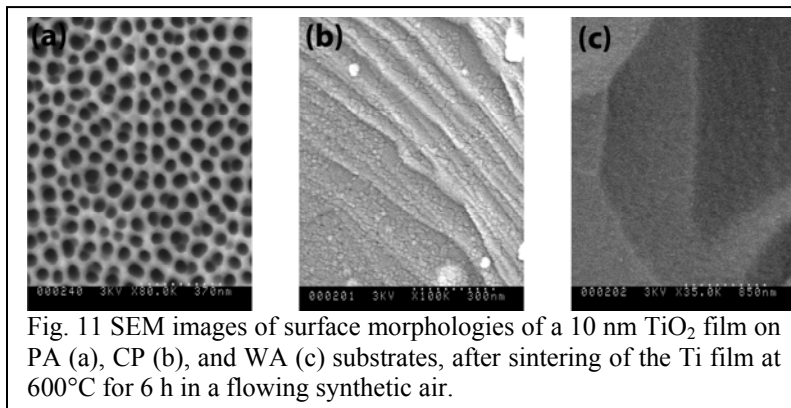 (a) (b) (c)
000240 3KV X80.0K 370nm 000201 3KV X100K 300nm 000202 3KV X35.0K 850nm
Fig. 11 SEM images of surface morphologies of a 10 nm TiO₂ film on
PA (a), CP (b), and WA (c) substrates, after sintering of the Ti film at
600°C for 6 h in a flowing synthetic air.